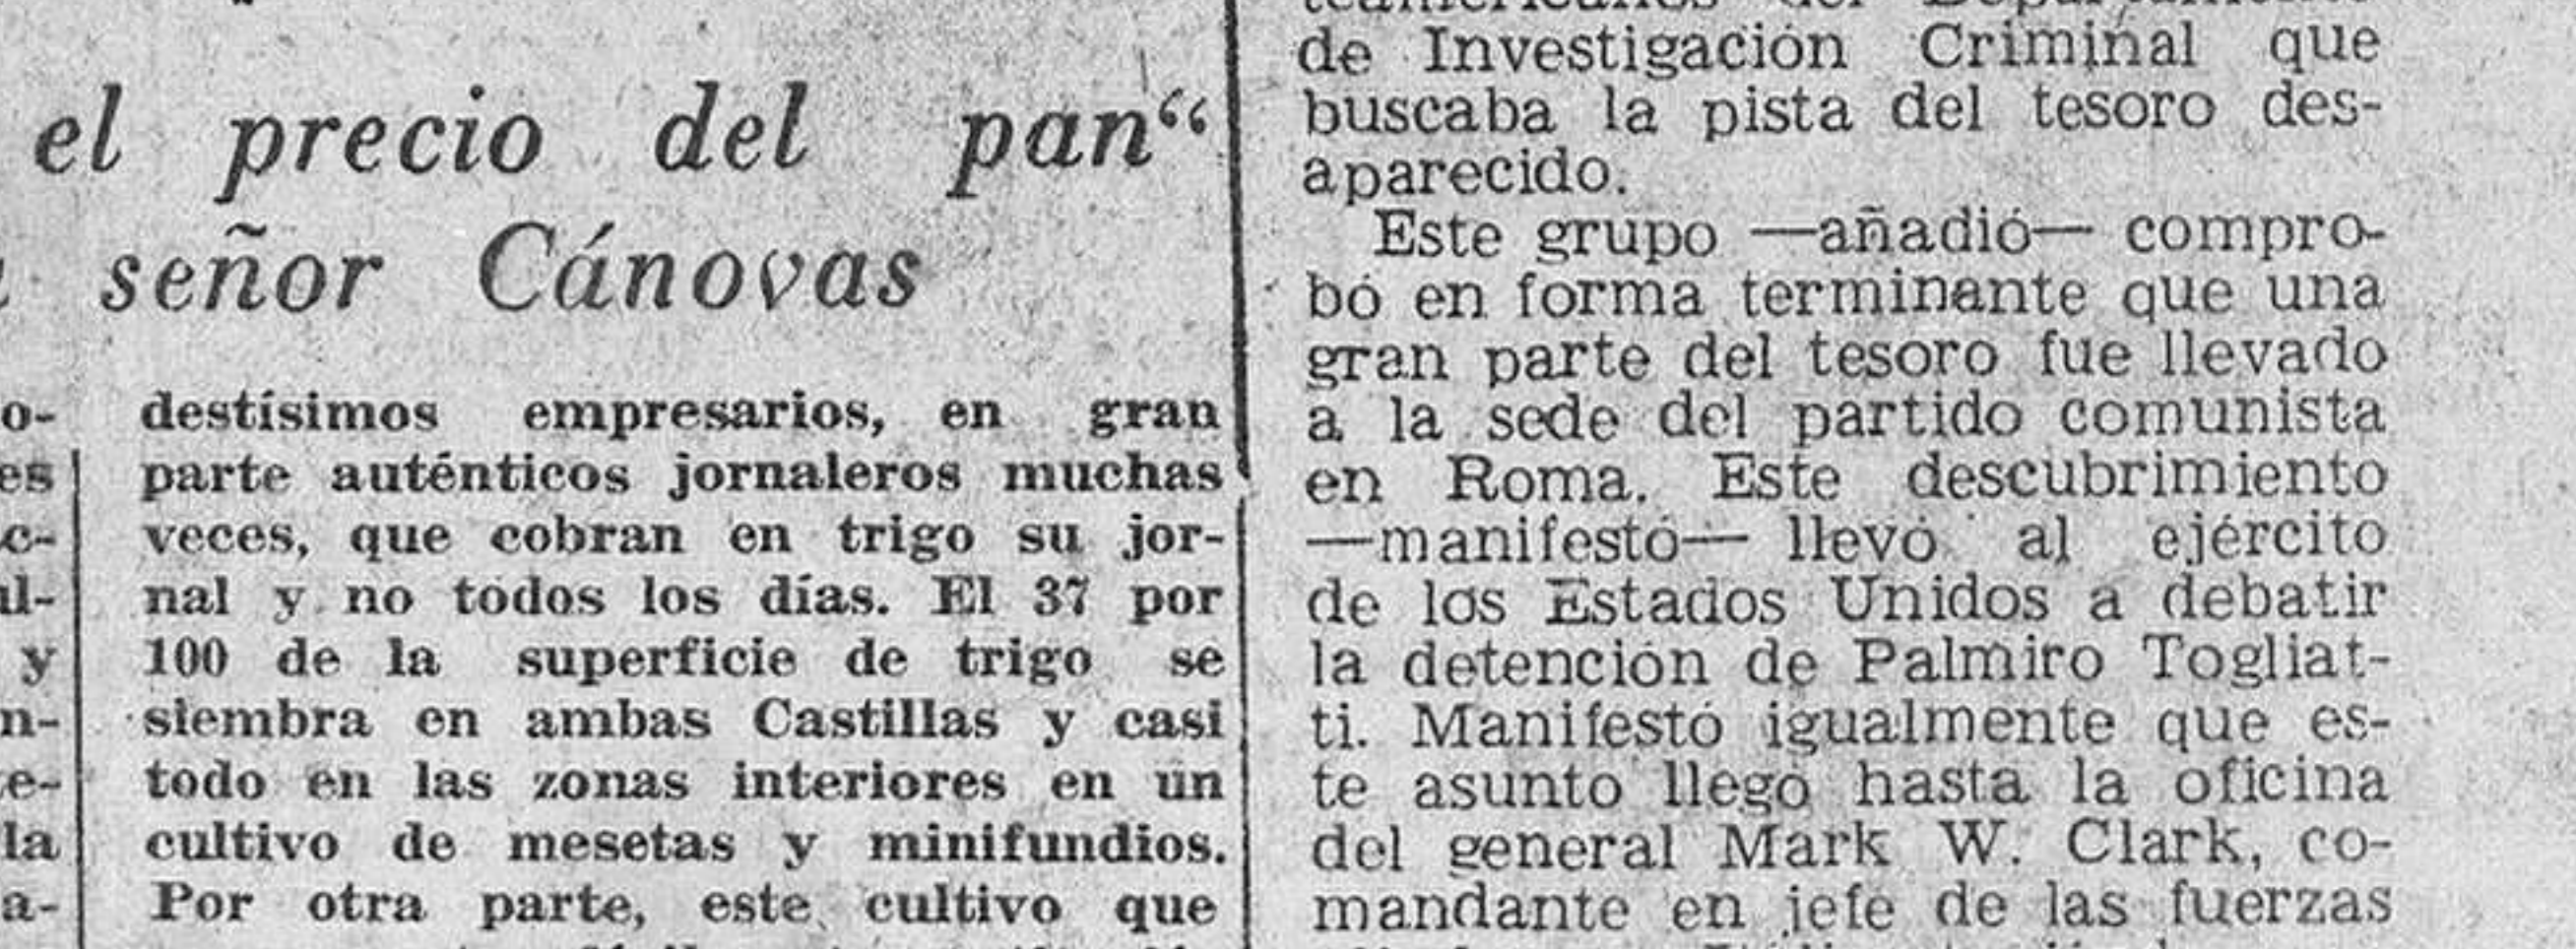 el precio del pan“
señor Cánovas
o-
es
c-
ul-
y
n-
e-
la
a-
destísimos empresarios, en gran
parte auténticos jornaleros muchas
veces, que cobran en trigo su jor-
nal y no todos los días. El 37 por
100 de la superficie de trigo se
siembra en ambas Castillas y casi
todo en las zonas interiores en un
cultivo de mesetas y minifundios.
Por otra parte, este cultivo que
teamericanos del Departamento
de Investigación Criminal que
buscaba la pista del tesoro des-
aparecido.
Este grupo —añadió— compro-
bó en forma terminante que una
gran parte del tesoro fue llevado
a la sede del partido comunista
en Roma. Este descubrimiento
—manifestó— llevó al ejército
de los Estados Unidos a debatir
la detención de Palmiro Togliat-
ti. Manifestó igualmente que es-
te asunto llegó hasta la oficina
del general Mark W. Clark, co-
mandante en jefe de las fuerzas